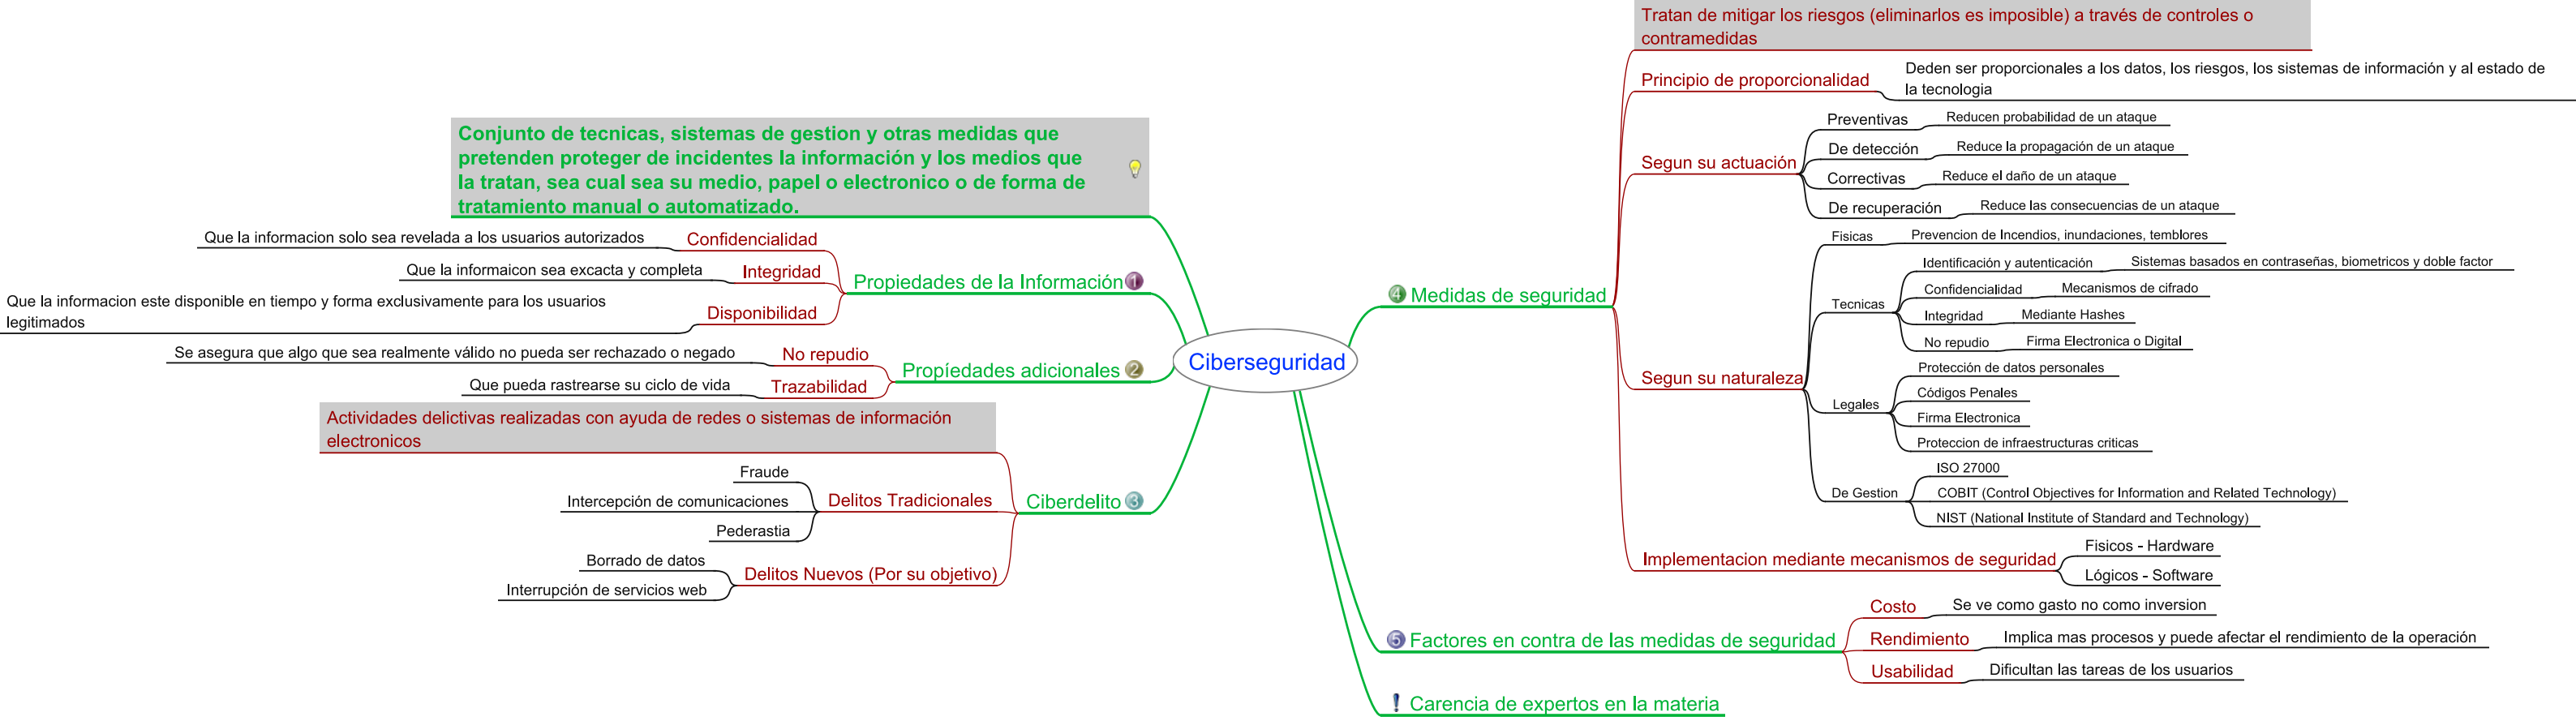 Ciberseguridad
Conjunto de tecnicas, sistemas de gestion y otras medidas que
pretenden proteger de incidentes la información y los medios que
la tratan, sea cual sea su medio, papel o electronico o de forma de
tratamiento manual o automatizado.
1 Propiedades de la Información
Confidencialidad
Que la informacion solo sea revelada a los usuarios autorizados
Integridad
Que la informaicon sea excacta y completa
Disponibilidad
Que la informacion este disponible en tiempo y forma exclusivamente para los usuarios
legitimados
2 Propíedades adicionales
No repudio
Se asegura que algo que sea realmente válido no pueda ser rechazado o negado
Trazabilidad
Que pueda rastrearse su ciclo de vida
3 Ciberdelito
Actividades delictivas realizadas con ayuda de redes o sistemas de información
electronicos
Delitos Tradicionales
Fraude
Intercepción de comunicaciones
Pederastia
Delitos Nuevos (Por su objetivo)
Borrado de datos
Interrupción de servicios web
4 Medidas de seguridad
Tratan de mitigar los riesgos (eliminarlos es imposible) a través de controles o
contramedidas
Principio de proporcionalidad
Deden ser proporcionales a los datos, los riesgos, los sistemas de información y al estado de
la tecnologia
Segun su actuación
Preventivas
Reducen probabilidad de un ataque
De detección
Reduce la propagación de un ataque
Correctivas
Reduce el daño de un ataque
De recuperación
Reduce las consecuencias de un ataque
Segun su naturaleza
Fisicas
Prevencion de Incendios, inundaciones, temblores
Tecnicas
Identificación y autenticación
Sistemas basados en contraseñas, biometricos y doble factor
Confidencialidad
Mecanismos de cifrado
Integridad
Mediante Hashes
No repudio
Firma Electronica o Digital
Legales
Protección de datos personales
Códigos Penales
Firma Electronica
Proteccion de infraestructuras criticas
De Gestion
ISO 27000
COBIT (Control Objectives for Information and Related Technology)
NIST (National Institute of Standard and Technology)
Implementacion mediante mecanismos de seguridad
Fisicos - Hardware
Lógicos - Software
5 Factores en contra de las medidas de seguridad
Costo
Se ve como gasto no como inversion
Rendimiento
Implica mas procesos y puede afectar el rendimiento de la operación
Usabilidad
Dificultan las tareas de los usuarios
! Carencia de expertos en la materia